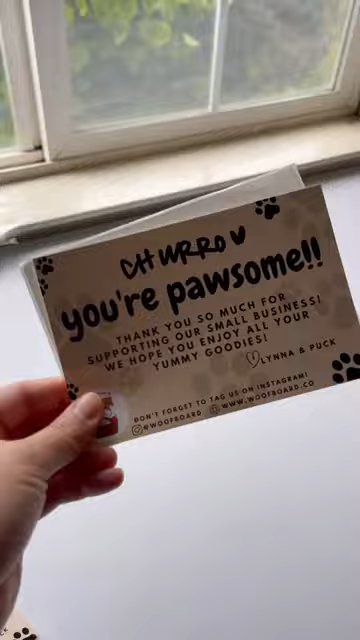 CHURRO
you're pawsome!!
THANK YOU SO MUCH FOR
SUPPORTING OUR SMALL BUSINESS!
WE HOPE YOU ENJOY ALL YOUR
YUMMY GOODIES!
LYNNA & PUCK
DON'T FORGET TO TAG US ON INSTAGRAM!
@WOOFBOARD WWW.WOOFBOARD.CO